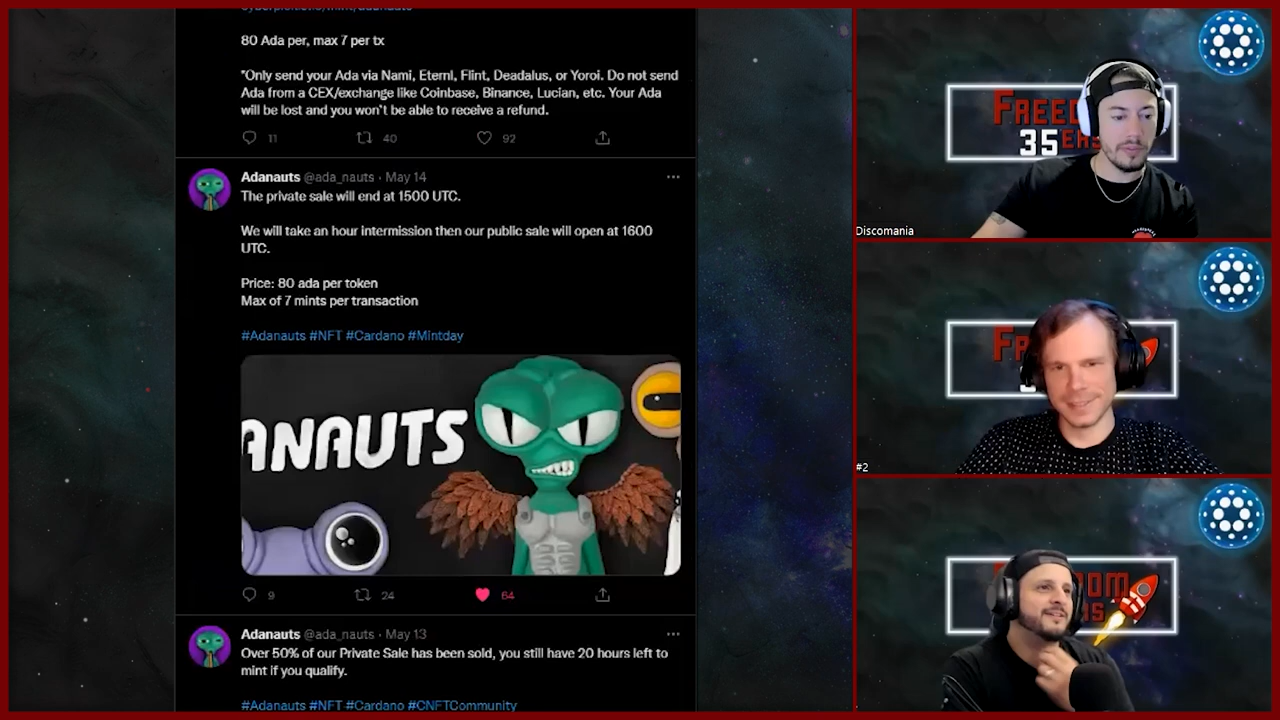 80 Ada per, max 7 per tx
"Only send your Ada via Nami, Eternl, Flint, Deadalus, or Yoroi. Do not send
Ada from a CEX/exchange like Coinbase, Binance, Lucian, etc. Your Ada
will be lost and you won't be able to receive a refund.
11 40 92
Adanauts @ada_nauts · May 14
The private sale will end at 1500 UTC.
We will take an hour intermission then our public sale will open at 1600
UTC.
Price: 80 ada per token
Max of 7 mints per transaction
#Adanauts #NFT #Cardano #Mintday
ANAUTS
9 24 64
Adanauts @ada_nauts · May 13
Over 50% of our Private Sale has been sold, you still have 20 hours left to
mint if you qualify.
#Adanauts #NFT #Cardano #CNFTCommunity
35
Discomania
#2